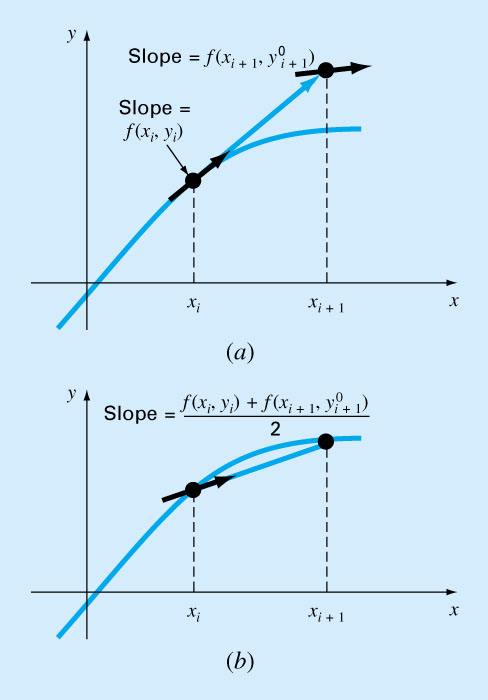 y
Slope = f(x_{i + 1}, y^0_{i + 1})
Slope =
f(x_i, y_i)
x_i
x_{i + 1}
x
(a)
y
Slope = \frac{f(x_i, y_i) + f(x_{i + 1}, y^0_{i + 1})}{2}
x_i
x_{i + 1}
x
(b)